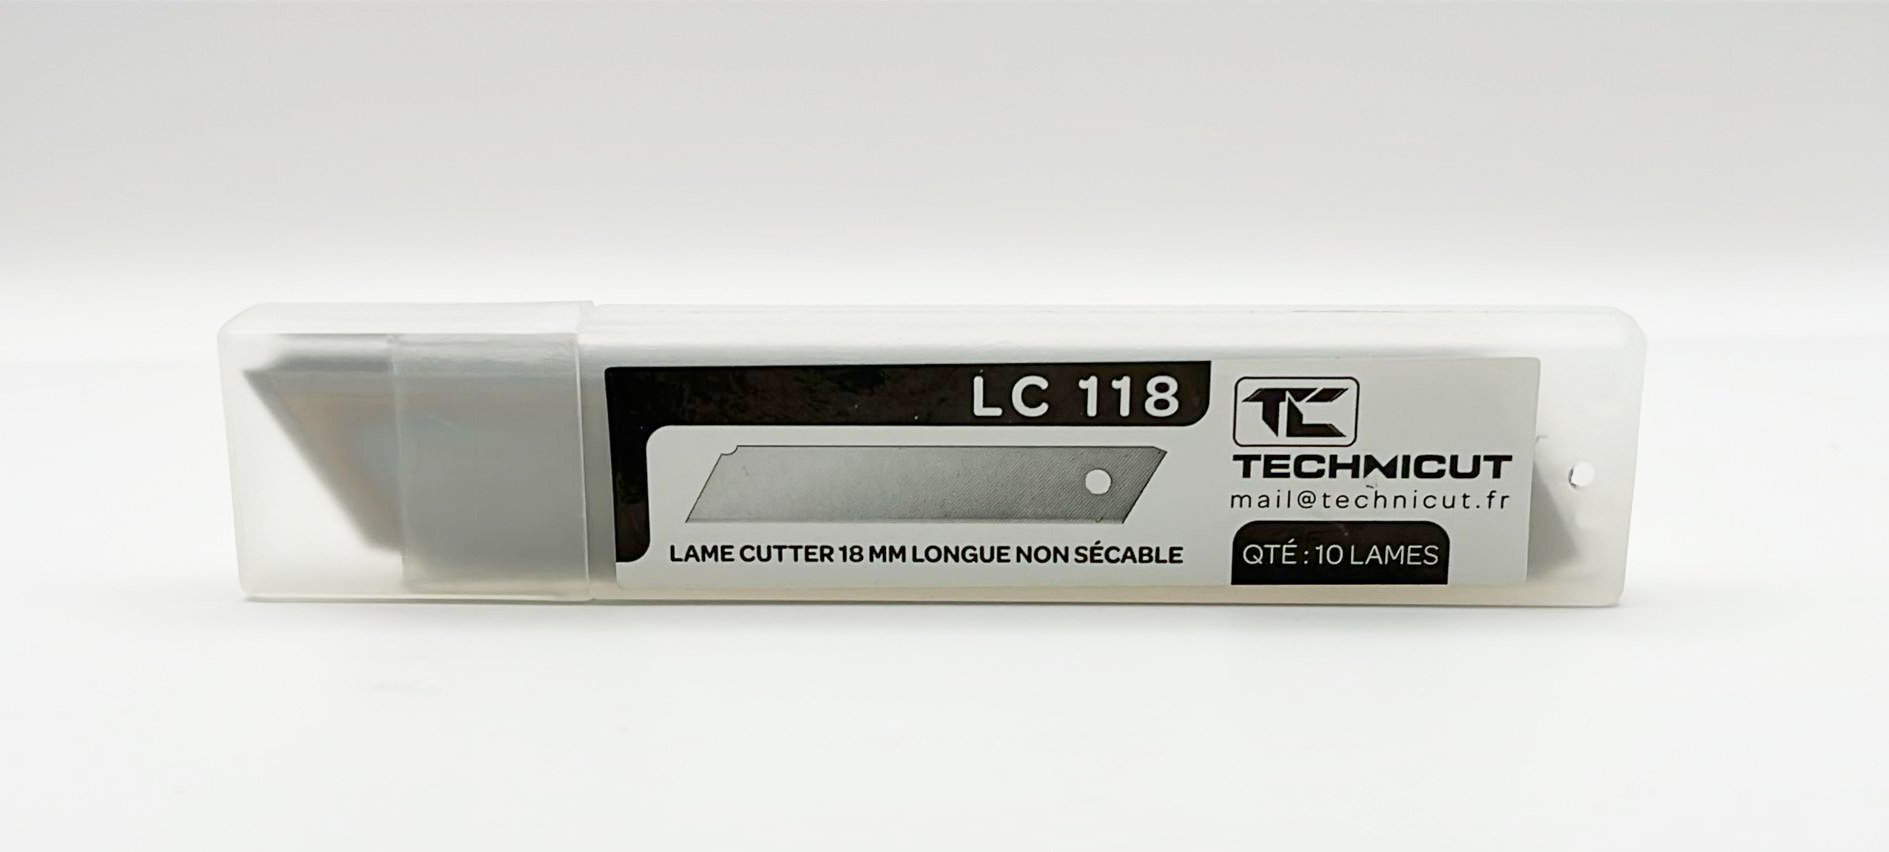 LC 118
LAME CUTTER 18 MM LONGUE NON SÉCABLE
TC
TECHNICUT
mail@technicut.fr
QTÉ : 10 LAMES